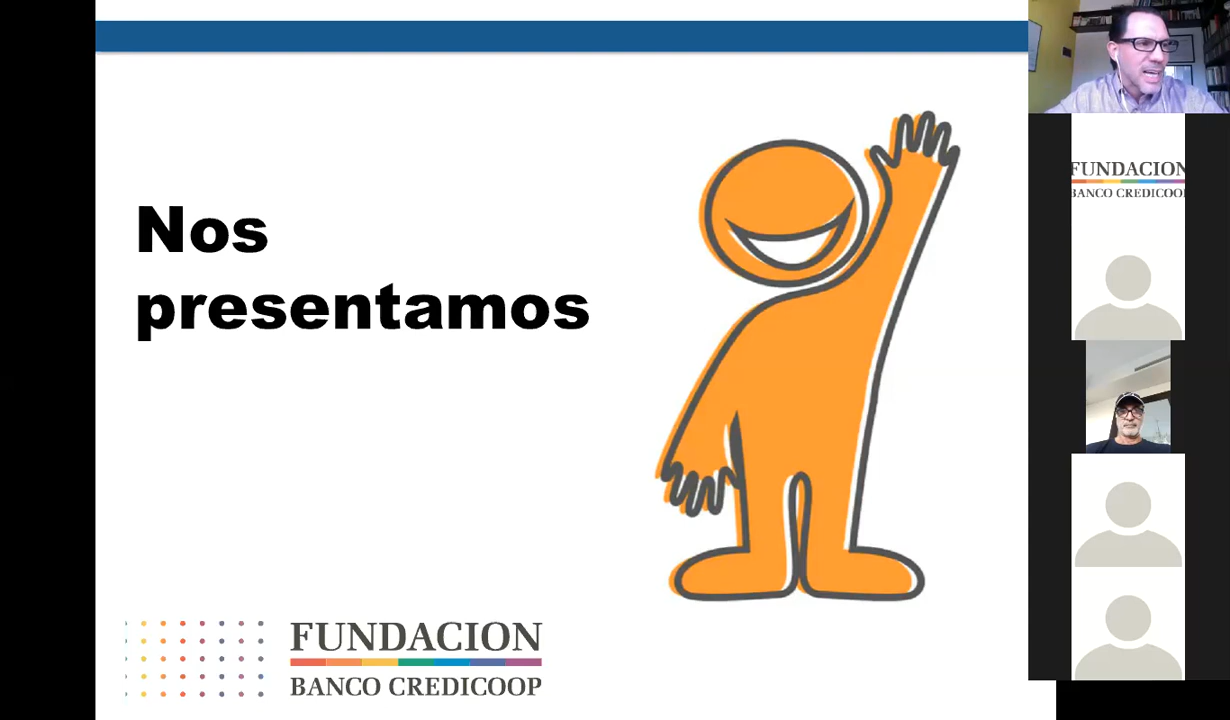 Nos
presentamos
FUNDACION
BANCO CREDICOOP
FUNDACION
BANCO CREDICOOP